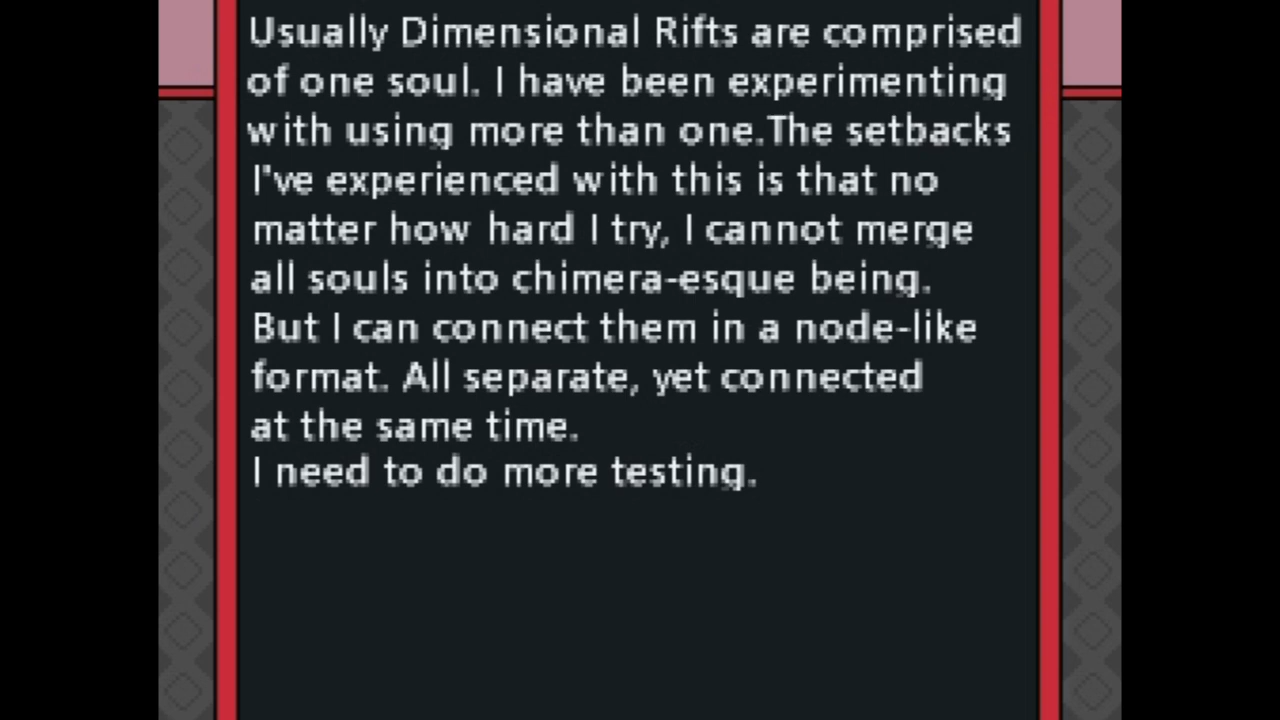 Usually Dimensional Rifts are comprised
of one soul. I have been experimenting
with using more than one.The setbacks
I've experienced with this is that no
matter how hard I try, I cannot merge
all souls into chimera-esque being.
But I can connect them in a node-like
format. All separate, yet connected
at the same time.
I need to do more testing.